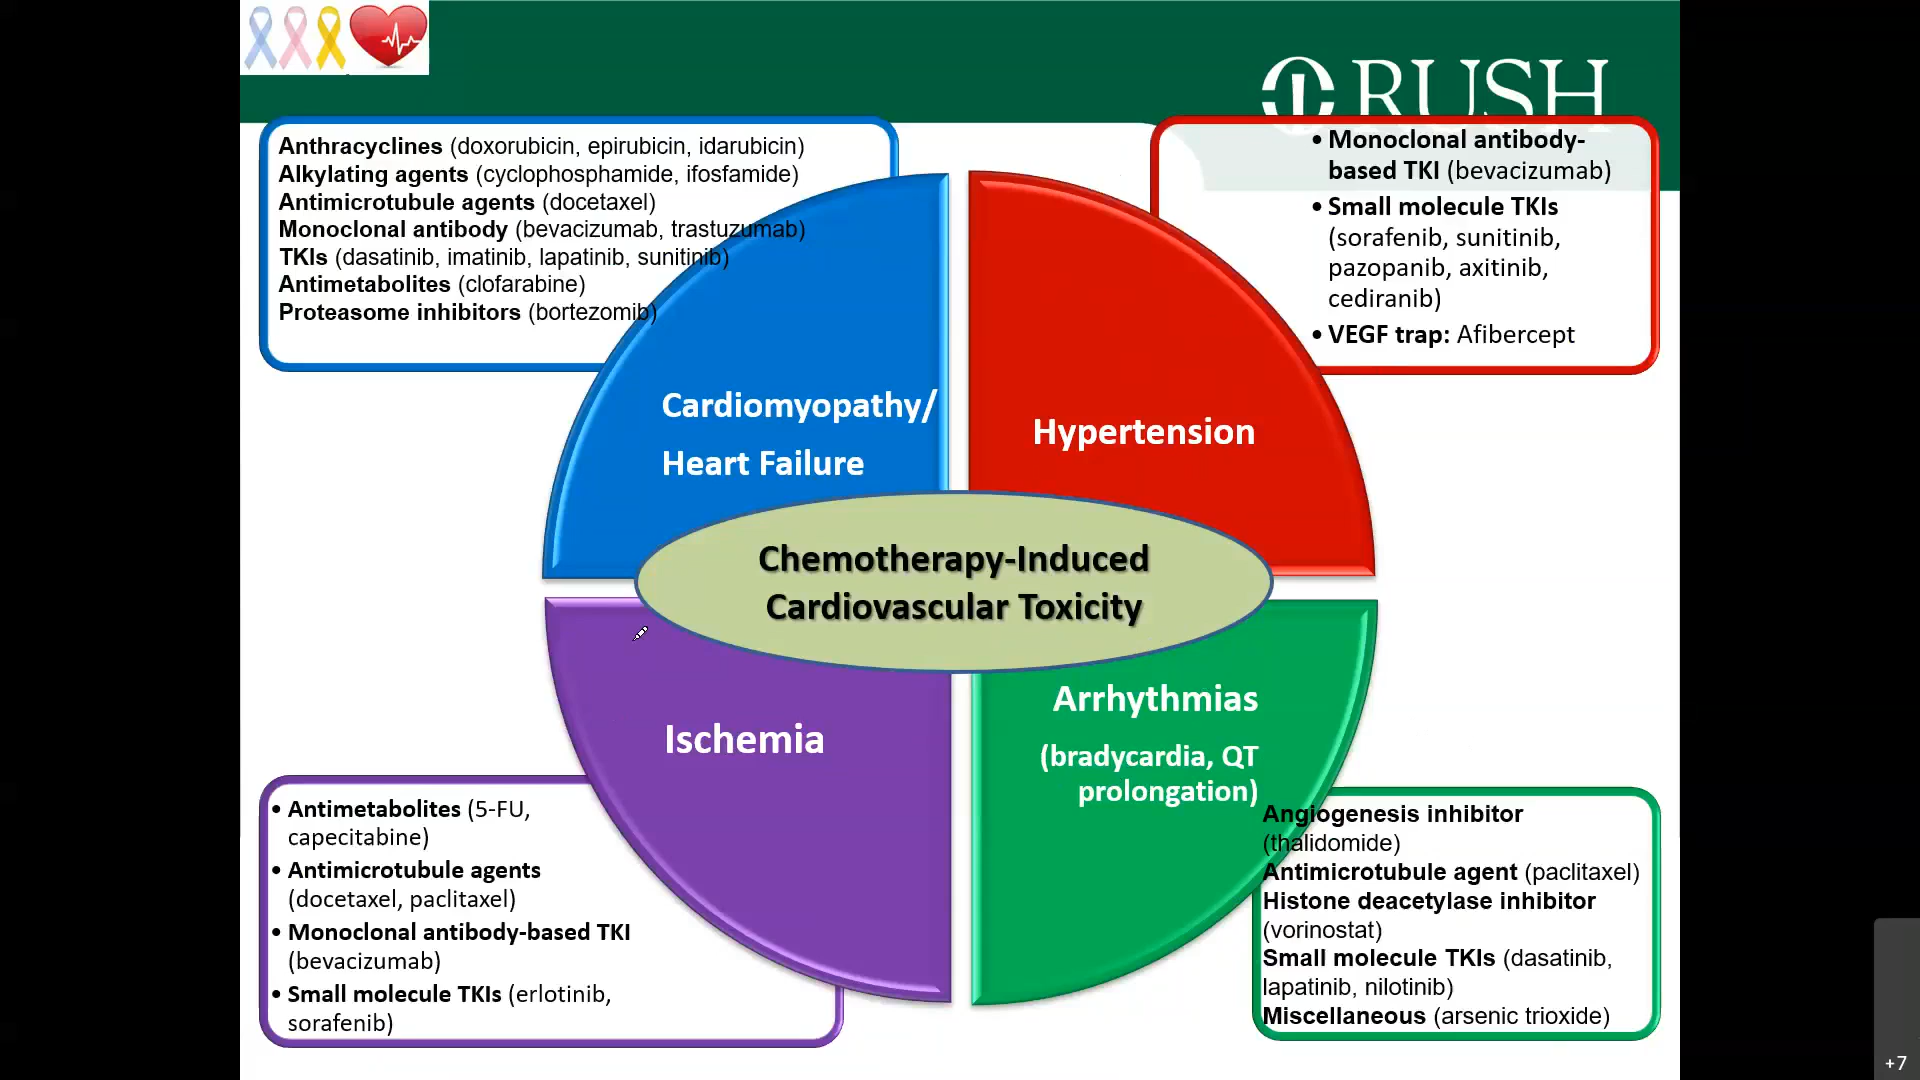 RUSH
Anthracyclines (doxorubicin, epirubicin, idarubicin)
Alkylating agents (cyclophosphamide, ifosfamide)
Antimicrotubule agents (docetaxel)
Monoclonal antibody (bevacizumab, trastuzumab)
TKIs (dasatinib, imatinib, lapatinib, sunitinib)
Antimetabolites (clofarabine)
Proteasome inhibitors (bortezomib)
• Monoclonal antibody-
based TKI (bevacizumab)
• Small molecule TKIs
(sorafenib, sunitinib,
pazopanib, axitinib,
cediranib)
• VEGF trap: Afibercept
Cardiomyopathy/
Heart Failure
Hypertension
Chemotherapy-Induced
Cardiovascular Toxicity
Ischemia
Arrhythmias
(bradycardia, QT
prolongation)
• Antimetabolites (5-FU,
capecitabine)
• Antimicrotubule agents
(docetaxel, paclitaxel)
• Monoclonal antibody-based TKI
(bevacizumab)
• Small molecule TKIs (erlotinib,
sorafenib)
Angiogenesis inhibitor
(thalidomide)
Antimicrotubule agent (paclitaxel)
Histone deacetylase inhibitor
(vorinostat)
Small molecule TKIs (dasatinib,
lapatinib, nilotinib)
Miscellaneous (arsenic trioxide)
+7